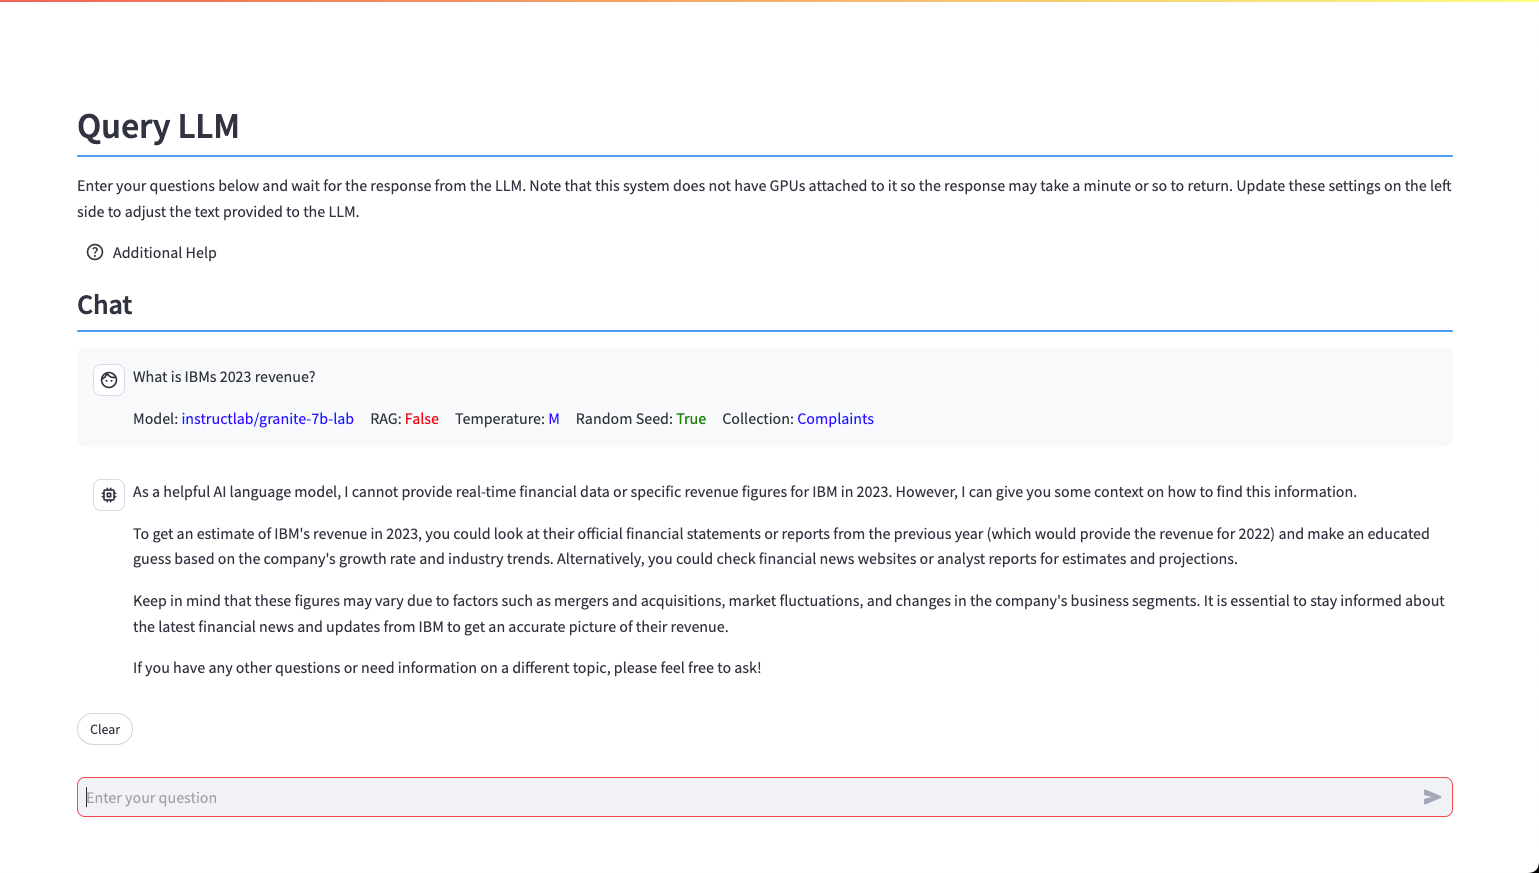 Query LLM
Enter your questions below and wait for the response from the LLM. Note that this system does not have GPUs attached to it so the response may take a minute or so to return. Update these settings on the left
side to adjust the text provided to the LLM.
Additional Help
Chat
What is IBMs 2023 revenue?
Model: instructlab/granite-7b-lab RAG: False Temperature: M Random Seed: True Collection: Complaints
As a helpful AI language model, I cannot provide real-time financial data or specific revenue figures for IBM in 2023. However, I can give you some context on how to find this information.
To get an estimate of IBM's revenue in 2023, you could look at their official financial statements or reports from the previous year (which would provide the revenue for 2022) and make an educated
guess based on the company's growth rate and industry trends. Alternatively, you could check financial news websites or analyst reports for estimates and projections.
Keep in mind that these figures may vary due to factors such as mergers and acquisitions, market fluctuations, and changes in the company's business segments. It is essential to stay informed about
the latest financial news and updates from IBM to get an accurate picture of their revenue.
If you have any other questions or need information on a different topic, please feel free to ask!
Clear
Enter your question